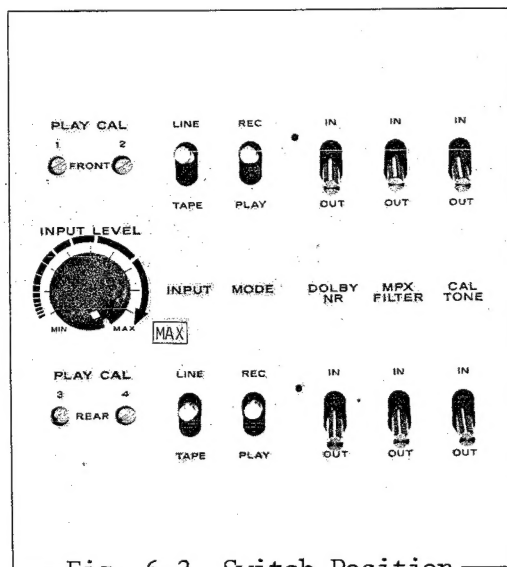 PLAY CAL LINE REC IN IN IN
1 2
FRONT
TAPE PLAY OUT OUT OUT
INPUT LEVEL
INPUT MODE DOLBY NR MPX FILTER CAL TONE
MIN MAX MAX
PLAY CAL LINE REC IN IN IN
3 4
REAR
TAPE PLAY OUT OUT OUT